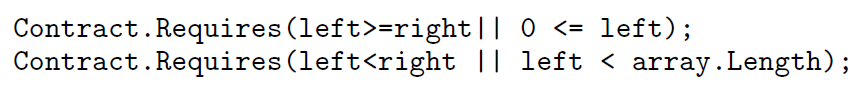 Contract.Requires(left>=right|| 0 <= left);
Contract.Requires(left<right || left < array.Length);